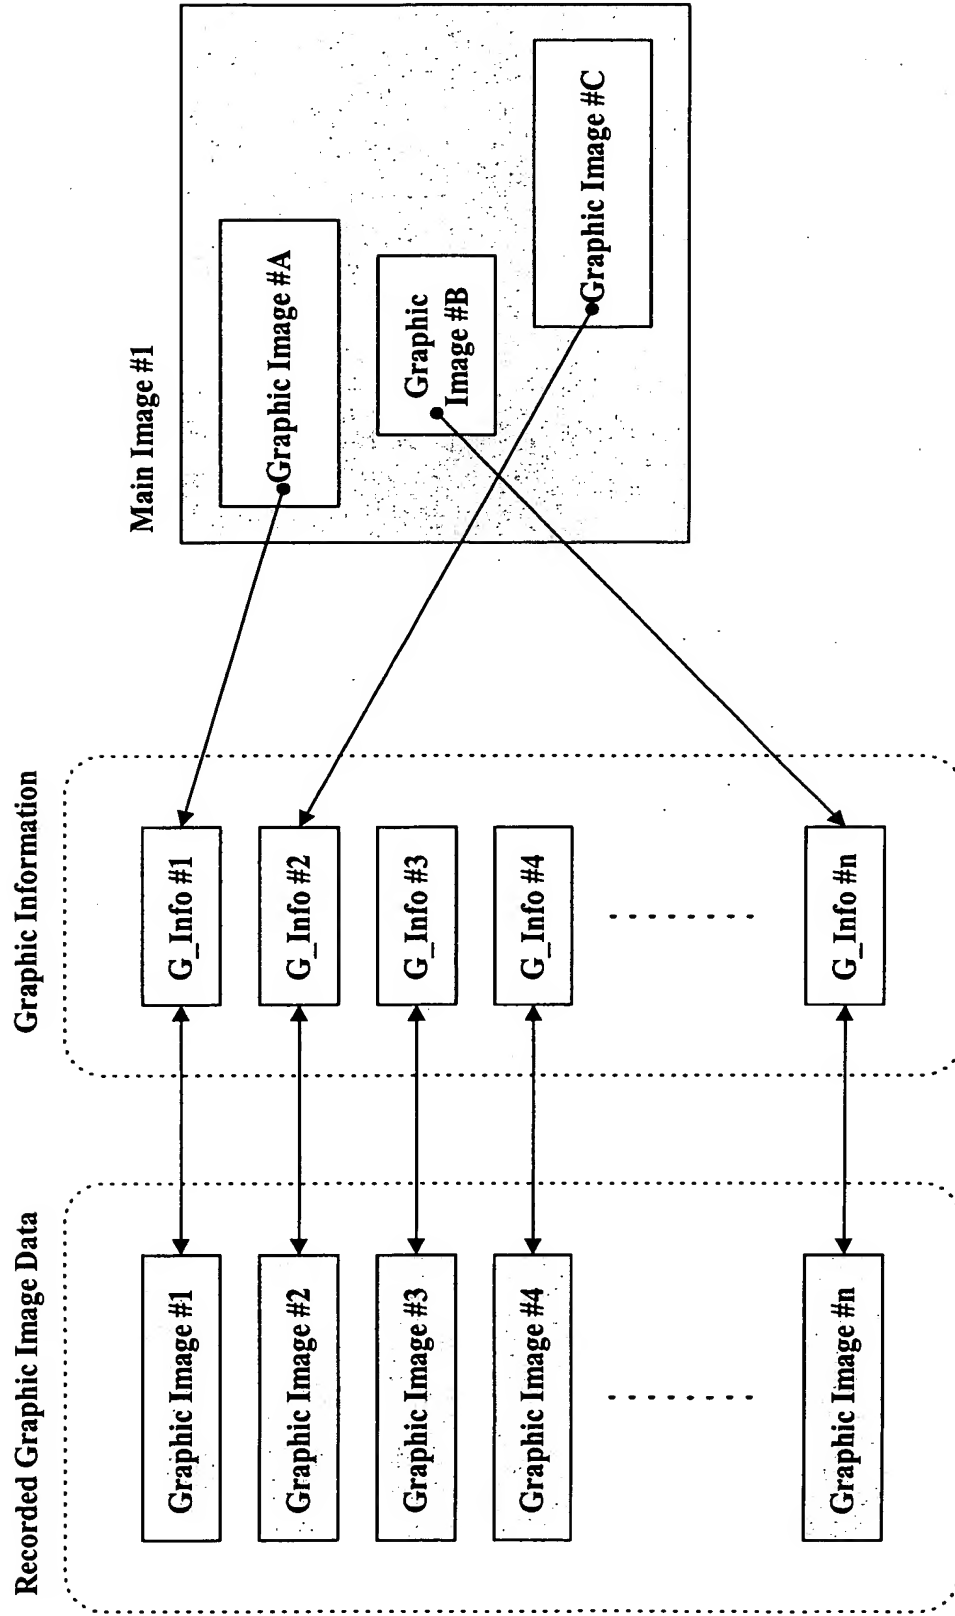 Recorded Graphic Image Data
Graphic Image #1
Graphic Image #2
Graphic Image #3
Graphic Image #4
Graphic Image #n
Graphic Information
G_Info #1
G_Info #2
G_Info #3
G_Info #4
G_Info #n
Main Image #1
Graphic Image #A
Graphic
Image #B
Graphic Image #C